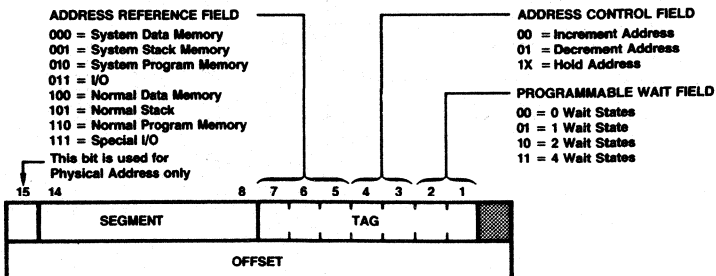 ADDRESS REFERENCE FIELD
000 = System Data Memory
001 = System Stack Memory
010 = System Program Memory
011 = I/O
100 = Normal Data Memory
101 = Normal Stack
110 = Normal Program Memory
111 = Special I/O
This bit is used for
Physical Address only
ADDRESS CONTROL FIELD
00 = Increment Address
01 = Decrement Address
1X = Hold Address
PROGRAMMABLE WAIT FIELD
00 = 0 Wait States
01 = 1 Wait State
10 = 2 Wait States
11 = 4 Wait States
15 14 8 7 6 5 4 3 2 1
SEGMENT TAG
OFFSET